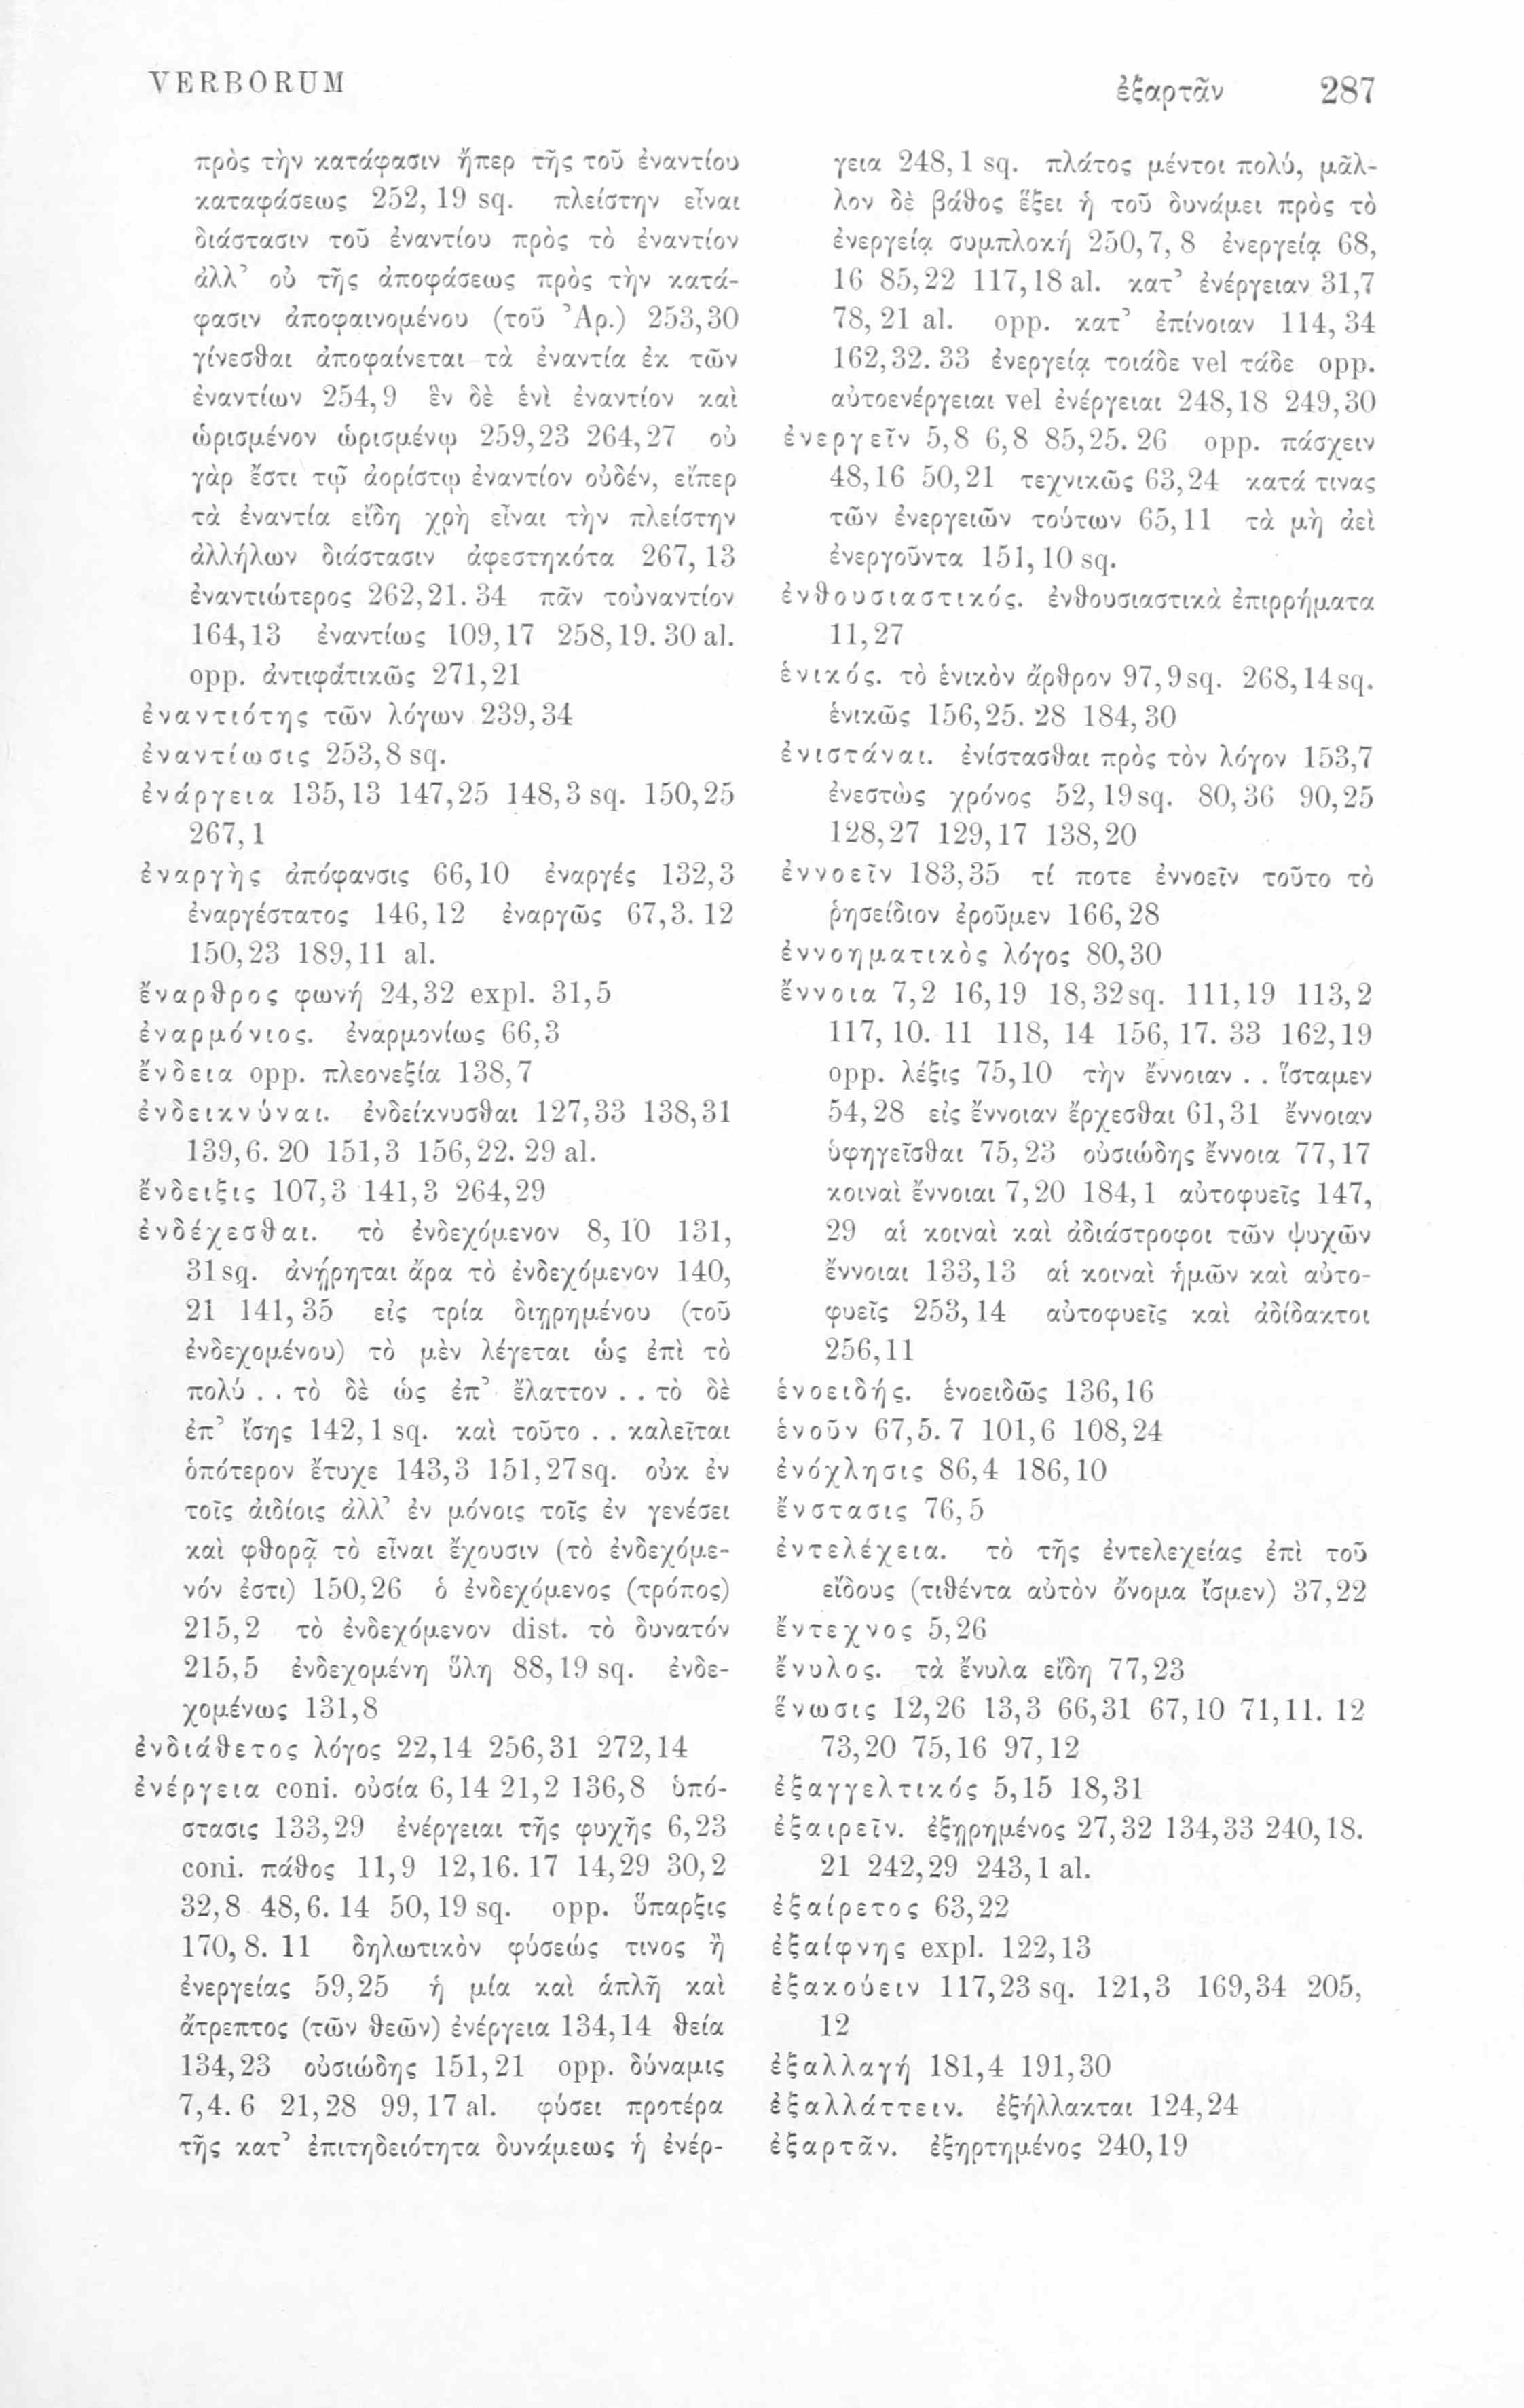 VERBORUM
ἐξαρτᾶν 287
πρὸς τὴν κατάφασιν ἤπερ τῆς τοῦ ἐναντίου
καταφάσεως 252, 19 sq. πλείστην εἶναι
διάστασιν τοῦ ἐναντίου πρὸς τὸ ἐναντίον
ἀλλ’ οὐ τῆς ἀποφάσεως πρὸς τὴν κατά-
φασιν ἀποφαινομένου (τοῦ Ἀρ.) 253,30
γίνεσθαι ἀποφαίνεται τὰ ἐναντία ἐκ τῶν
ἐναντίων 254,9 ἓν δὲ ἑνὶ ἐναντίον καὶ
ὡρισμένον ὡρισμένῳ 259,23 264,27 οὐ
γὰρ ἔστι τῷ ἀορίστῳ ἐναντίον οὐδέν, εἴπερ
τὰ ἐναντία εἴδη χρὴ εἶναι τὴν πλείστην
ἀλλήλων διάστασιν ἀφεστηκότα 267, 13
ἐναντιώτερος 262,21. 34 πᾶν τοὐναντίον
164,13 ἐναντίως 109,17 258,19. 30 al.
opp. ἀντιφατικῶς 271,21
ἐναντιότης τῶν λόγων 239,34
ἐναντίωσις 253,8 sq.
ἐνάργεια 135,13 147,25 148,3 sq. 150,25
267,1
ἐναργὴς ἀπόφανσις 66,10 ἐναργές 132,3
ἐναργέστατος 146,12 ἐναργῶς 67,3. 12
150,23 189,11 al.
ἔναρθρος φωνή 24,32 expl. 31,5
ἐναρμόνιος. ἐναρμονίως 66,3
ἔνδεια opp. πλεονεξία 138,7
ἐνδεικνύναι. ἐνδείκνυσθαι 127,33 138,31
139,6. 20 151,3 156,22. 29 al.
ἔνδειξις 107,3 141,3 264,29
ἐνδέχεσθαι. τὸ ἐνδεχόμενον 8, 10 131,
31 sq. ἀνῄρηται ἄρα τὸ ἐνδεχόμενον 140,
21 141, 35 εἰς τρία διῃρημένου (τοῦ
ἐνδεχομένου) τὸ μὲν λέγεται ὡς ἐπὶ τὸ
πολύ . . τὸ δὲ ὡς ἐπ’ ἔλαττον . . τὸ δὲ
ἐπ’ ἴσης 142,1 sq. καὶ τοῦτο . . καλεῖται
ὁπότερον ἔτυχε 143,3 151,27 sq. οὐκ ἐν
τοῖς ἀιδίοις ἀλλ’ ἐν μόνοις τοῖς ἐν γενέσει
καὶ φθορᾷ τὸ εἶναι ἔχουσιν (τὸ ἐνδεχόμε-
νόν ἐστι) 150,26 ὁ ἐνδεχόμενος (τρόπος)
215,2 τὸ ἐνδεχόμενον dist. τὸ δυνατόν
215,5 ἐνδεχομένη ὕλη 88,19 sq. ἐνδε-
χομένως 131,8
ἐνδιάθετος λόγος 22,14 256,31 272,14
ἐνέργεια coni. οὐσία 6,14 21,2 136,8 ὑπό-
στασις 133,29 ἐνέργειαι τῆς ψυχῆς 6,23
coni. πάθος 11,9 12,16. 17 14,29 30,2
32,8 48,6. 14 50,19 sq. opp. ὕπαρξις
170,8. 11 δηλωτικὸν φύσεώς τινος ἢ
ἐνεργείας 59,25 ἡ μία καὶ ἁπλῆ καὶ
ἄτρεπτος (τῶν θεῶν) ἐνέργεια 134,14 θεία
134,23 οὐσιώδης 151,21 opp. δύναμις
7,4. 6 21,28 99,17 al. φύσει προτέρα
τῆς κατ’ ἐπιτηδειότητα δυνάμεως ἡ ἐνέρ-
γεια 248,1 sq. πλάτος μέντοι πολύ, μᾶλ-
λον δὲ βάθος ἕξει ἡ τοῦ δυνάμει πρὸς τὸ
ἐνεργείᾳ συμπλοκή 250,7, 8 ἐνεργείᾳ 68,
16 85,22 117,18 al. κατ’ ἐνέργειαν 31,7
78, 21 al. opp. κατ’ ἐπίνοιαν 114, 34
162,32. 33 ἐνεργείᾳ τοιάδε vel τάδε opp.
αὐτοενέργειαι vel ἐνέργειαι 248,18 249,30
ἐνεργεῖν 5,8 6,8 85,25. 26 opp. πάσχειν
48,16 50,21 τεχνικῶς 63,24 κατά τινας
τῶν ἐνεργειῶν τούτων 65,11 τὰ μὴ ἀεὶ
ἐνεργοῦντα 151,10 sq.
ἐνθουσιαστικός. ἐνθουσιαστικὰ ἐπιρρήματα
11,27
ἑνικός. τὸ ἑνικὸν ἄρθρον 97,9 sq. 268,14 sq.
ἑνικῶς 156,25. 28 184,30
ἐνιστάναι. ἐνίστασθαι πρὸς τὸν λόγον 153,7
ἐνεστὼς χρόνος 52,19 sq. 80,36 90,25
128,27 129,17 138,20
ἐννοεῖν 183,35 τί ποτε ἐννοεῖν τοῦτο τὸ
ῥησείδιον ἐροῦμεν 166,28
ἐννοηματικὸς λόγος 80,30
ἔννοια 7,2 16,19 18,32 sq. 111,19 113,2
117,10. 11 118, 14 156, 17. 33 162,19
opp. λέξις 75,10 τὴν ἔννοιαν . . ἵσταμεν
54,28 εἰς ἔννοιαν ἔρχεσθαι 61,31 ἔννοιαν
ὑφηγεῖσθαι 75,23 οὐσιώδης ἔννοια 77,17
κοιναὶ ἔννοιαι 7,20 184,1 αὐτοφυεῖς 147,
29 αἱ κοιναὶ καὶ ἀδιάστροφοι τῶν ψυχῶν
ἔννοιαι 133,13 αἱ κοιναὶ ἡμῶν καὶ αὐτο-
φυεῖς 253,14 αὐτοφυεῖς καὶ ἀδίδακτοι
256,11
ἑνοειδής. ἑνοειδῶς 136,16
ἑνοῦν 67,5. 7 101,6 108,24
ἐνόχλησις 86,4 186,10
ἔνστασις 76,5
ἐντελέχεια. τὸ τῆς ἐντελεχείας ἐπὶ τοῦ
εἴδους (τιθέντα αὐτὸν ὄνομα ἴσμεν) 37,22
ἔντεχνος 5,26
ἔνυλος. τὰ ἔνυλα εἴδη 77,23
ἕνωσις 12,26 13,3 66,31 67,10 71,11. 12
73,20 75,16 97,12
ἐξαγγελτικός 5,15 18,31
ἐξαιρεῖν. ἐξῃρημένος 27,32 134,33 240,18.
21 242,29 243,1 al.
ἐξαίρετος 63,22
ἐξαίφνης expl. 122,13
ἐξακούειν 117,23 sq. 121,3 169,34 205,
12
ἐξαλλαγή 181,4 191,30
ἐξαλλάττειν. ἐξήλλακται 124,24
ἐξαρτᾶν. ἐξηρτημένος 240,19